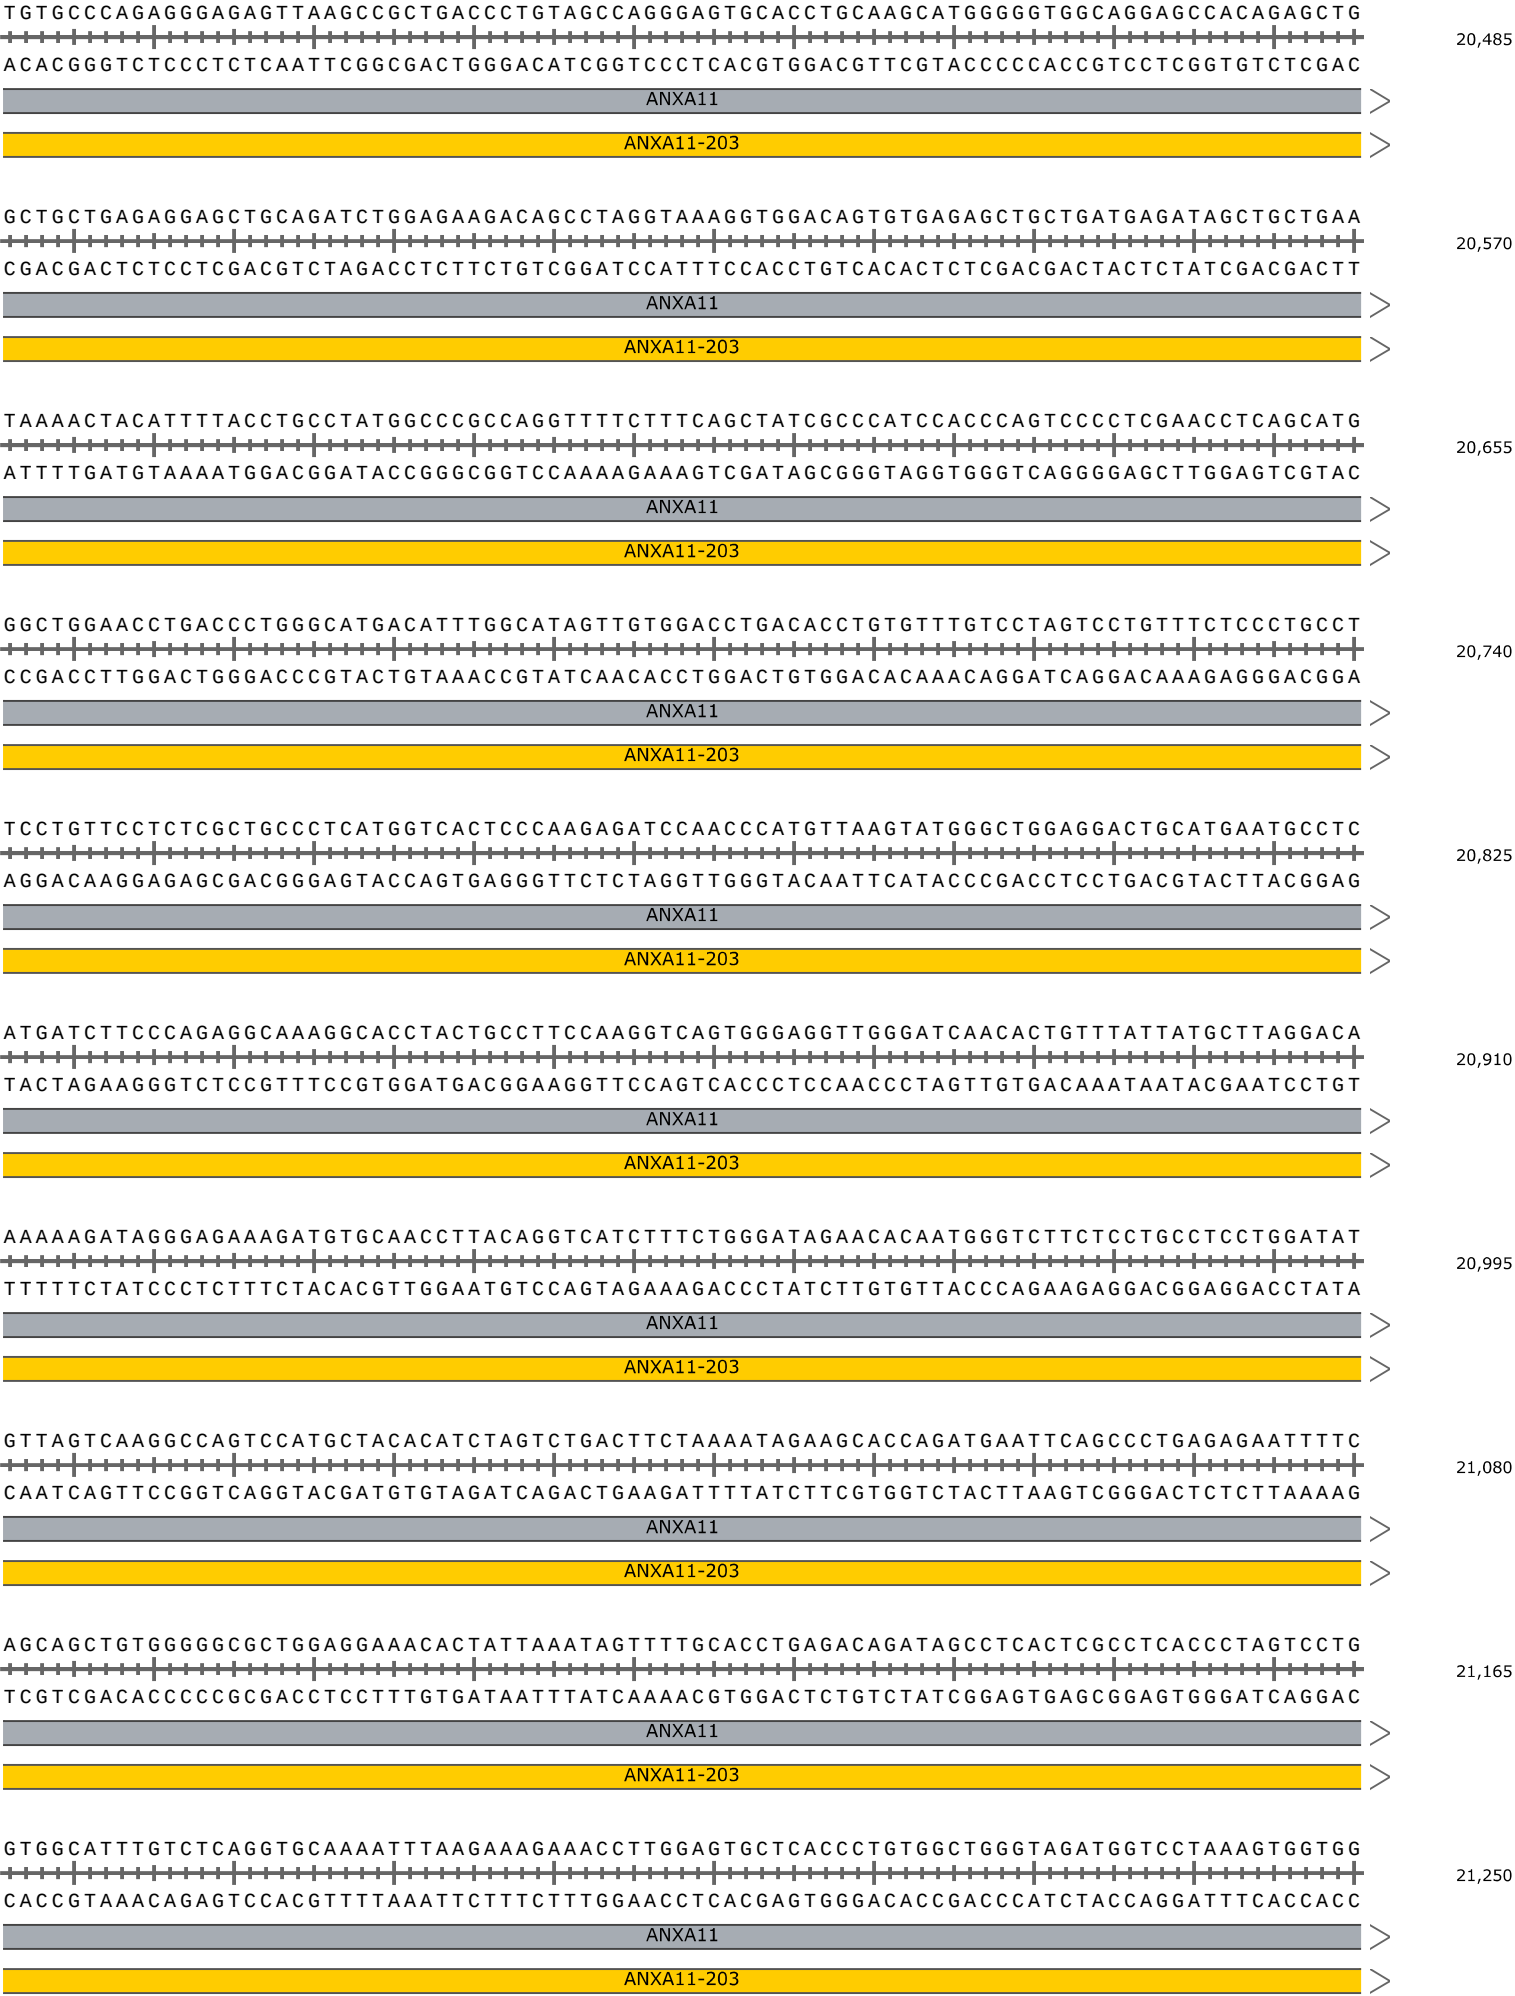 TGTGCCCAGAGGGAGAGTTAAGCCGCTGACCCTGTAGCCAGGGAGTGCACCTGCAAGCATGGGGGTGGCAGGAGCCACAGAGCTG
20,485
ACACGGGTCTCCCTCTCAATTCGGCGACTGGGACATCGGTCCCTCACGTGGACGTTCGTACCCCCACCGTCCTCGGTGTCTCGAC
ANXA11
ANXA11-203
GCTGCTGAGAGGAGCTGCAGATCTGGAGAAGACAGCCTAGGTAAAGGTGGACAGTGTGAGAGCTGCTGATGAGATAGCTGCTGAA
20,570
CGACGACTCTCCTCGACGTCTAGACCTCTTCTGTCGGATCCATTTCCACCTGTCACACTCTCGACGACTACTCTATCGACGACTT
ANXA11
ANXA11-203
TAAAACTACATTTTACCTGCCTATGGCCCGCCAGGTTTTCTTTCAGCTATCGCCCATCCACCCAGTCCCCTCGAACCTCAGCATG
20,655
ATTTTGATGTAAAATGGACGGATACCGGGCGGTCCAAAAGAAAGTCGATAGCGGGTAGGTGGGTCAGGGGAGCTTGGAGTCGTAC
ANXA11
ANXA11-203
GGCTGGAACCTGACCCTGGGCATGACATTTGGCATAGTTGTGGACCTGACACCTGTGTTTGTCCTAGTCCTGTTTCTCCCTGCCT
20,740
CCGACCTTGGACTGGGACCCGTACTGTAAACCGTATCAACACCTGGACTGTGGACACAAACAGGATCAGGACAAAGAGGGACGGA
ANXA11
ANXA11-203
TCCTGTTCCTCTCGCTGCCCTCATGGTCACTCCCAAGAGATCCAACCCATGTTAAGTATGGGCTGGAGGACTGCATGAATGCCTC
20,825
AGGACAAGGAGAGCGACGGGAGTACCAGTGAGGGTTCTCTAGGTTGGGTACAATTCATACCCGACCTCCTGACGTACTTACGGAG
ANXA11
ANXA11-203
ATGATCTTCCCAGAGGCAAAGGCACCTACTGCCTTCCAAGGTCAGTGGGAGGTTGGGATCAACACTGTTTATTATGCTTAGGACA
20,910
TACTAGAAGGGTCTCCGTTTCCGTGGATGACGGAAGGTTCCAGTCACCCTCCAACCCTAGTTGTGACAAATAATACGAATCCTGT
ANXA11
ANXA11-203
AAAAAGATAGGGAGAAAGATGTGCAACCTTACAGGTCATCTTTCTGGGATAGAACACAATGGGTCTTCTCCTGCCTCCTGGATAT
20,995
TTTTTCTATCCCTCTTTCTACACGTTGGAATGTCCAGTAGAAAGACCCTATCTTGTGTTACCCAGAAGAGGACGGAGGACCTATA
ANXA11
ANXA11-203
GTTAGTCAAGGCCAGTCCATGCTACACATCTAGTCTGACTTCTAAAATAGAAGCACCAGATGAATTCAGCCCTGAGAGAATTTTC
21,080
CAATCAGTTCCGGTCAGGTACGATGTGTAGATCAGACTGAAGATTTTATCTTCGTGGTCTACTTAAGTCGGGACTCTCTTAAAAG
ANXA11
ANXA11-203
AGCAGCTGTGGGGGCGCTGGAGGAAACACTATTAAATAGTTTTGCACCTGAGACAGATAGCCTCACTCGCCTCACCCTAGTCCTG
21,165
TCGTCGACACCCCCGCGACCTCCTTTGTGATAATTTATCAAAACGTGGACTCTGTCTATCGGAGTGAGCGGAGTGGGATCAGGAC
ANXA11
ANXA11-203
GTGGCATTTGTCTCAGGTGCAAAATTTAAGAAAGAAACCTTGGAGTGCTCACCCTGTGGCTGGGTAGATGGTCCTAAAGTGGTGG
21,250
CACCGTAAACAGAGTCCACGTTTTAAATTCTTTCTTTGGAACCTCACGAGTGGGACACCGACCCATCTACCAGGATTTCACCACC
ANXA11
ANXA11-203